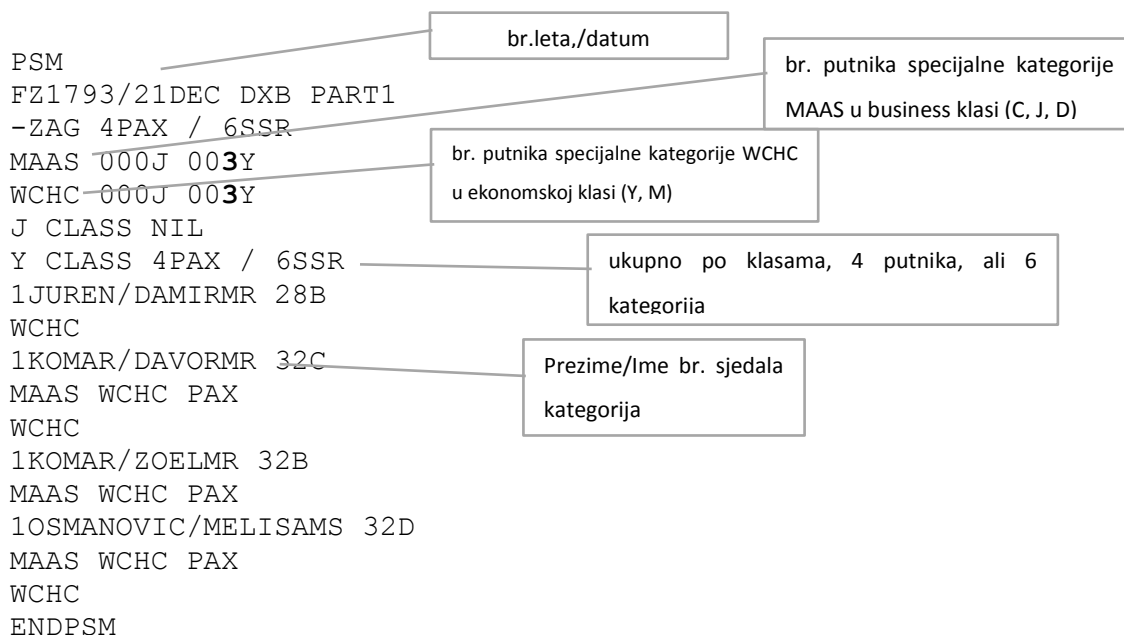 br.leta,/datum
PSM
FZ1793/21DEC DXB PART1
-ZAG 4PAX / 6SSR
MAAS 000J 003Y
WCHC 000J 003Y
J CLASS NIL
Y CLASS 4PAX / 6SSR
1JUREN/DAMIRMR 28B
WCHC
1KOMAR/DAVORMR 32C
MAAS WCHC PAX
WCHC
1KOMAR/ZOELMR 32B
MAAS WCHC PAX
1OSMANOVIC/MELISAMS 32D
MAAS WCHC PAX
WCHC
ENDPSM
br. putnika specijalne kategorije
MAAS u business klasi (C, J, D)
br. putnika specijalne kategorije WCHC
u ekonomskoj klasi (Y, M)
ukupno po klasama, 4 putnika, ali 6
kategorija
Prezime/Ime br. sjedala
kategorija